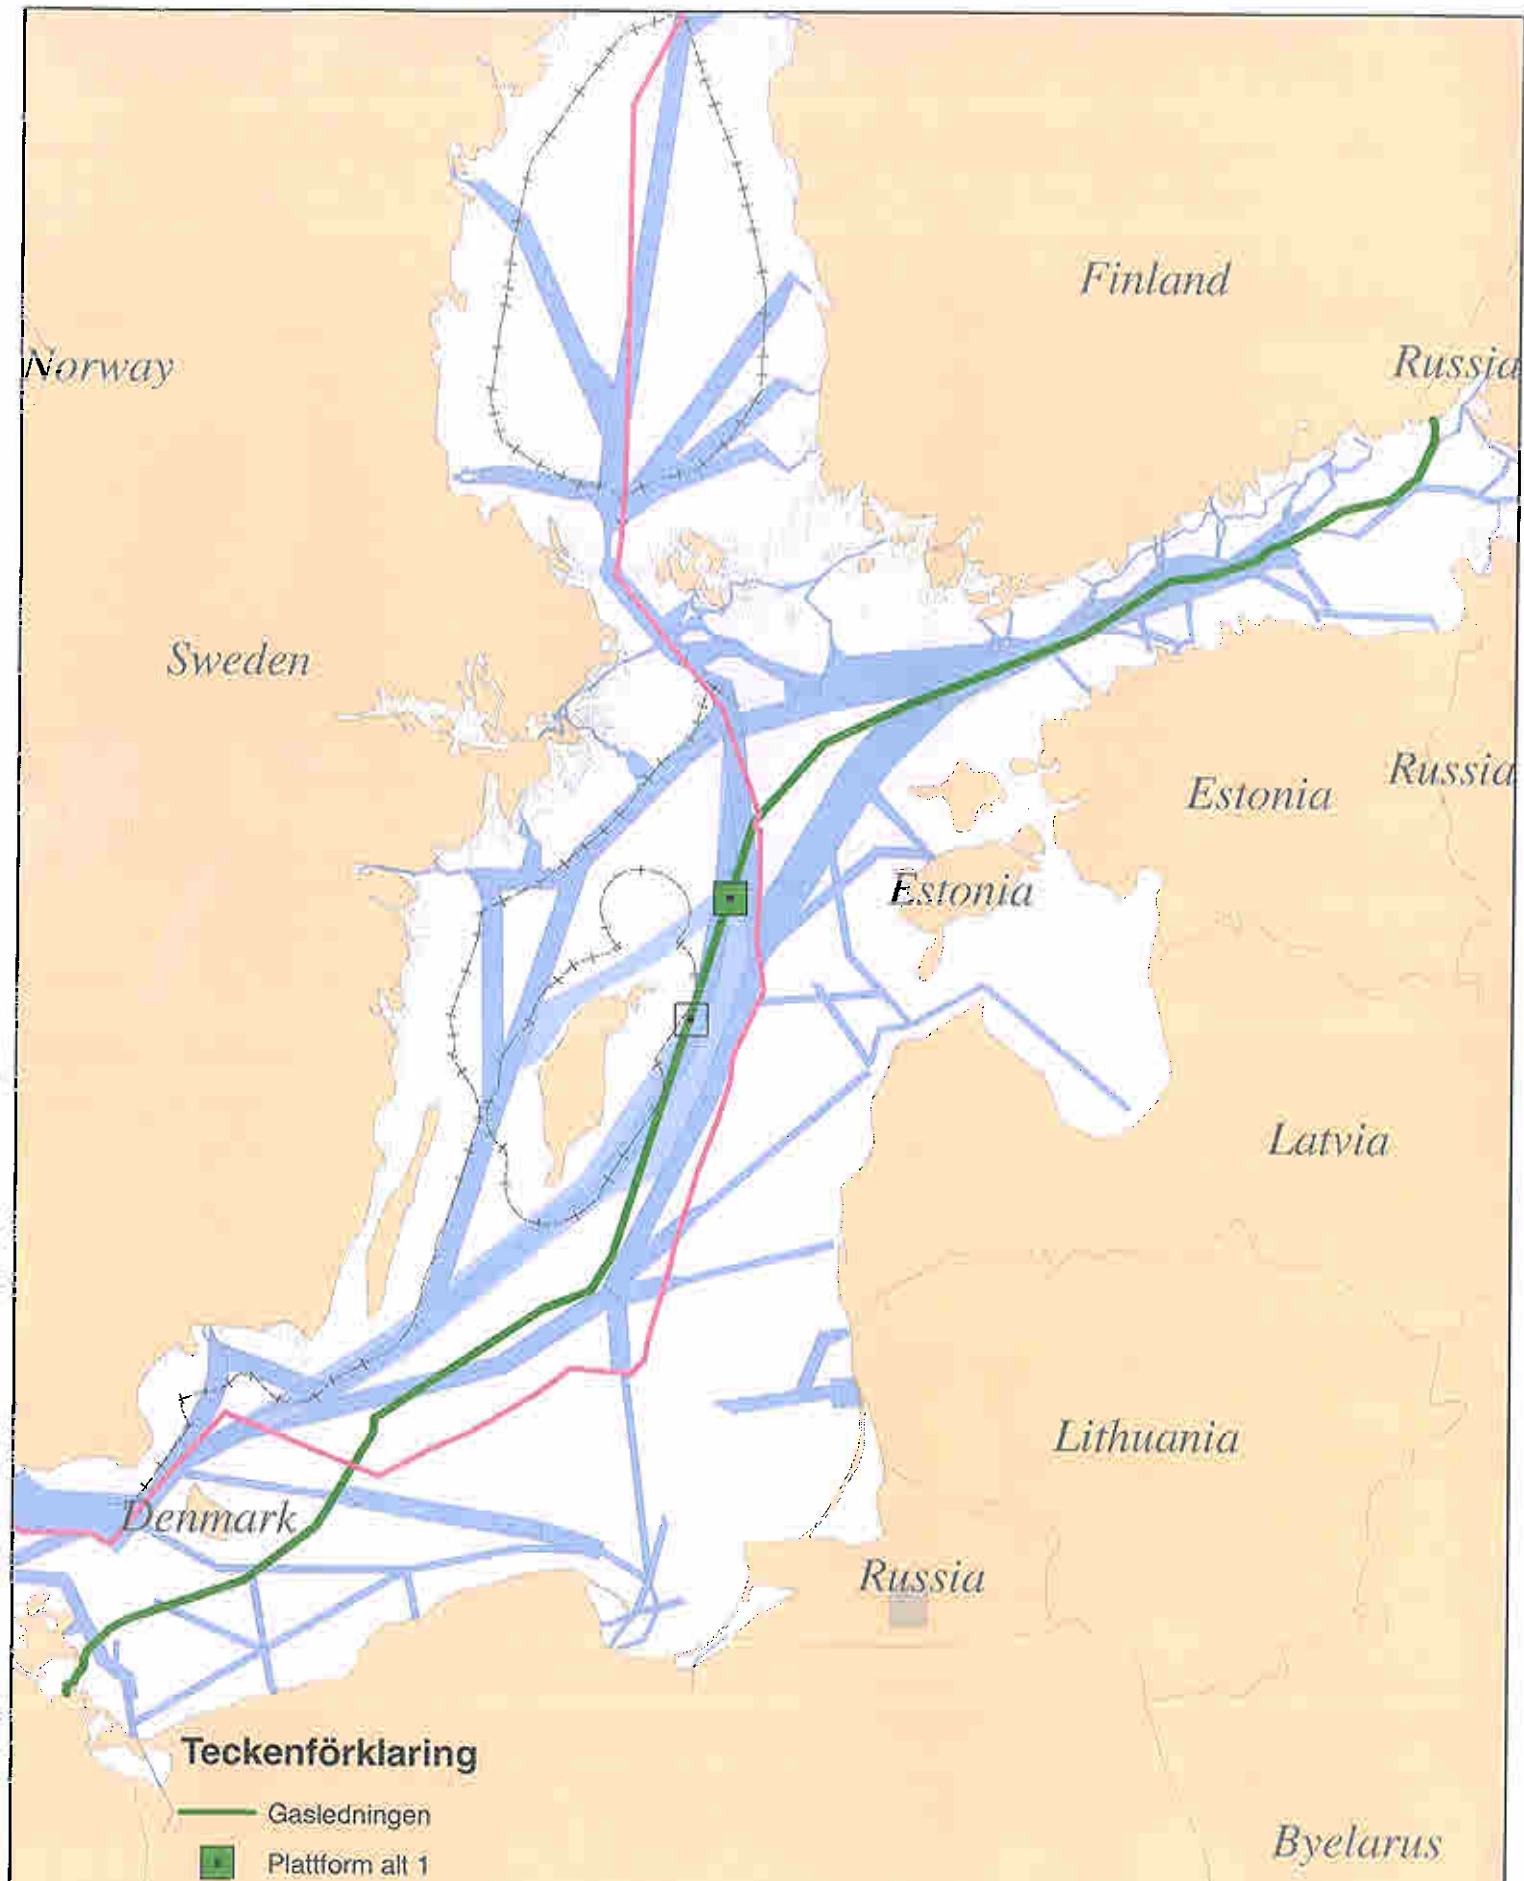 Finland
Norway
Russia
Sweden
Estonia
Russia
Estonia
Latvia
Lithuania
Denmark
Russia
Teckenförklaring
Gasledningen
Byelarus
Plattform alt 1